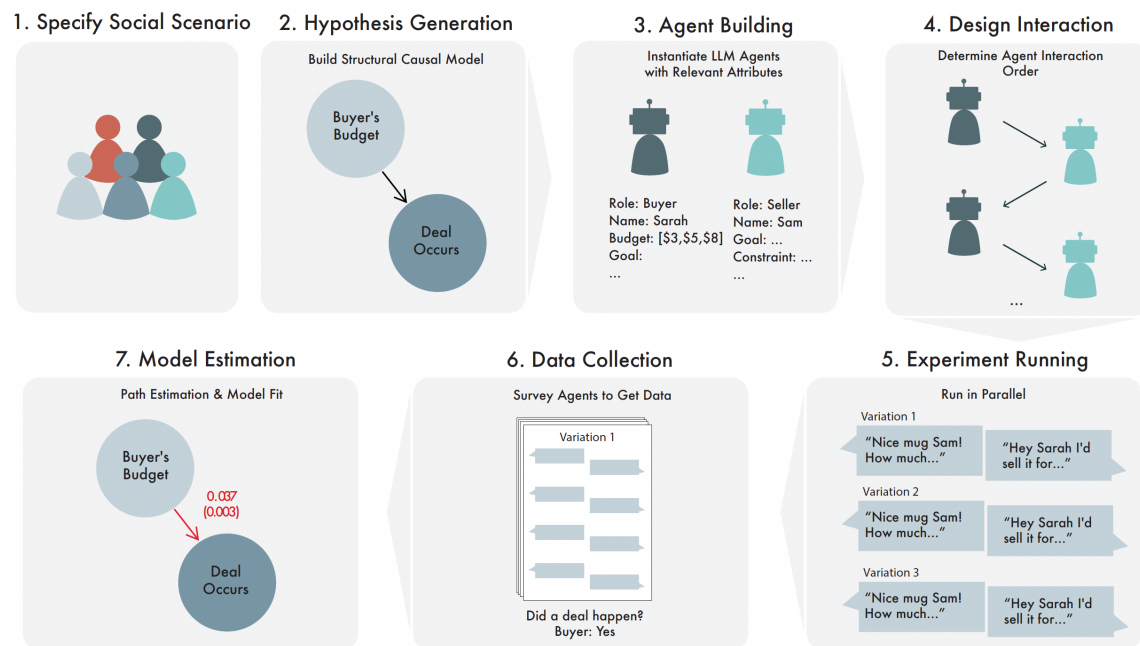 1. Specify Social Scenario
2. Hypothesis Generation
Build Structural Causal Model
Buyer's
Budget
Deal
Occurs
3. Agent Building
Instantiate LLM Agents
with Relevant Attributes
Role: Buyer
Name: Sarah
Budget: [$3,$5,$8]
Goal:
...
Role: Seller
Name: Sam
Goal: ...
Constraint: ...
...
4. Design Interaction
Determine Agent Interaction
Order
...
5. Experiment Running
Run in Parallel
Variation 1
“Nice mug Sam!
How much...”
“Hey Sarah I'd
sell it for...”
Variation 2
“Nice mug Sam!
How much...”
“Hey Sarah I'd
sell it for...”
Variation 3
“Nice mug Sam!
How much...”
“Hey Sarah I'd
sell it for...”
6. Data Collection
Survey Agents to Get Data
Variation 1
Did a deal happen?
Buyer: Yes
7. Model Estimation
Path Estimation & Model Fit
Buyer's
Budget
0.037
(0.003)
Deal
Occurs